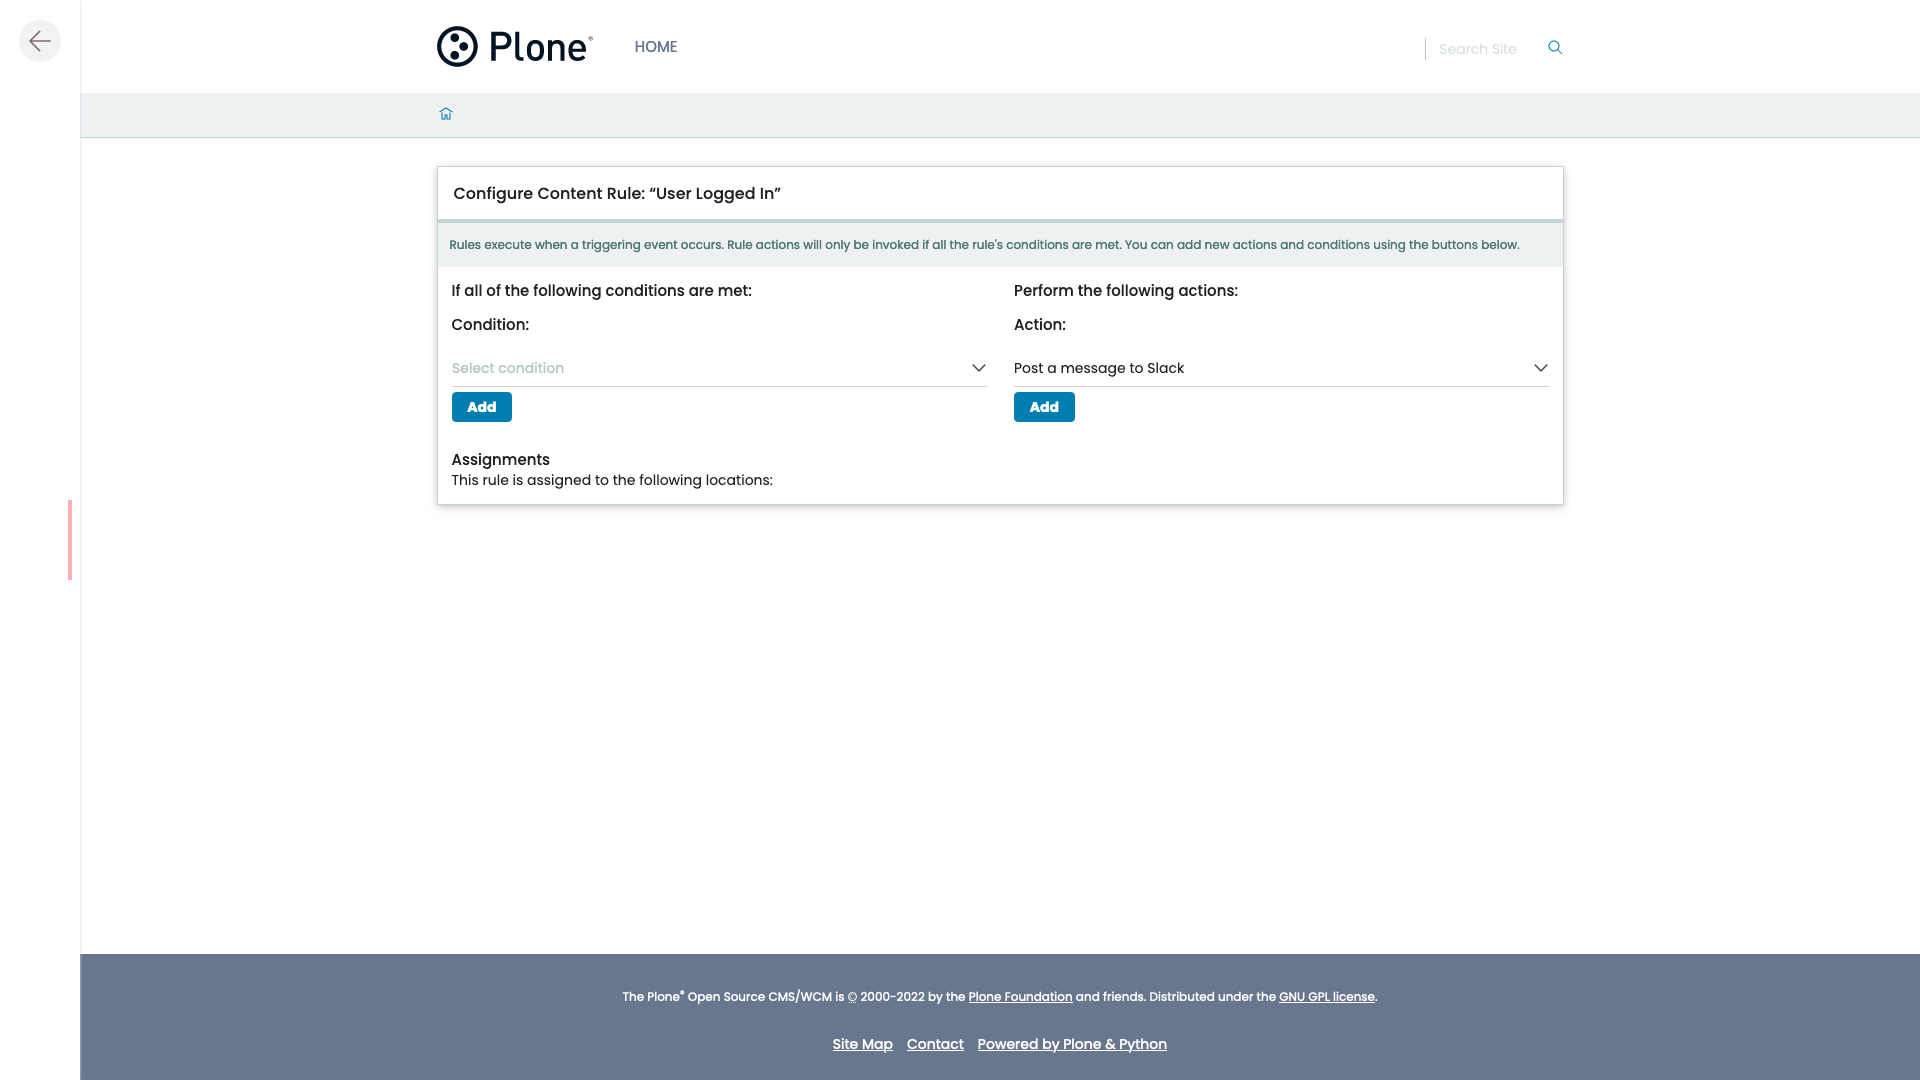 Plone®
HOME
Search Site
Configure Content Rule: “User Logged In”
Rules execute when a triggering event occurs. Rule actions will only be invoked if all the rule's conditions are met. You can add new actions and conditions using the buttons below.
If all of the following conditions are met:
Condition:
Select condition
Add
Perform the following actions:
Action:
Post a message to Slack
Add
Assignments
This rule is assigned to the following locations:
The Plone® Open Source CMS/WCM is © 2000-2022 by the Plone Foundation and friends. Distributed under the GNU GPL license.
Site Map Contact Powered by Plone & Python